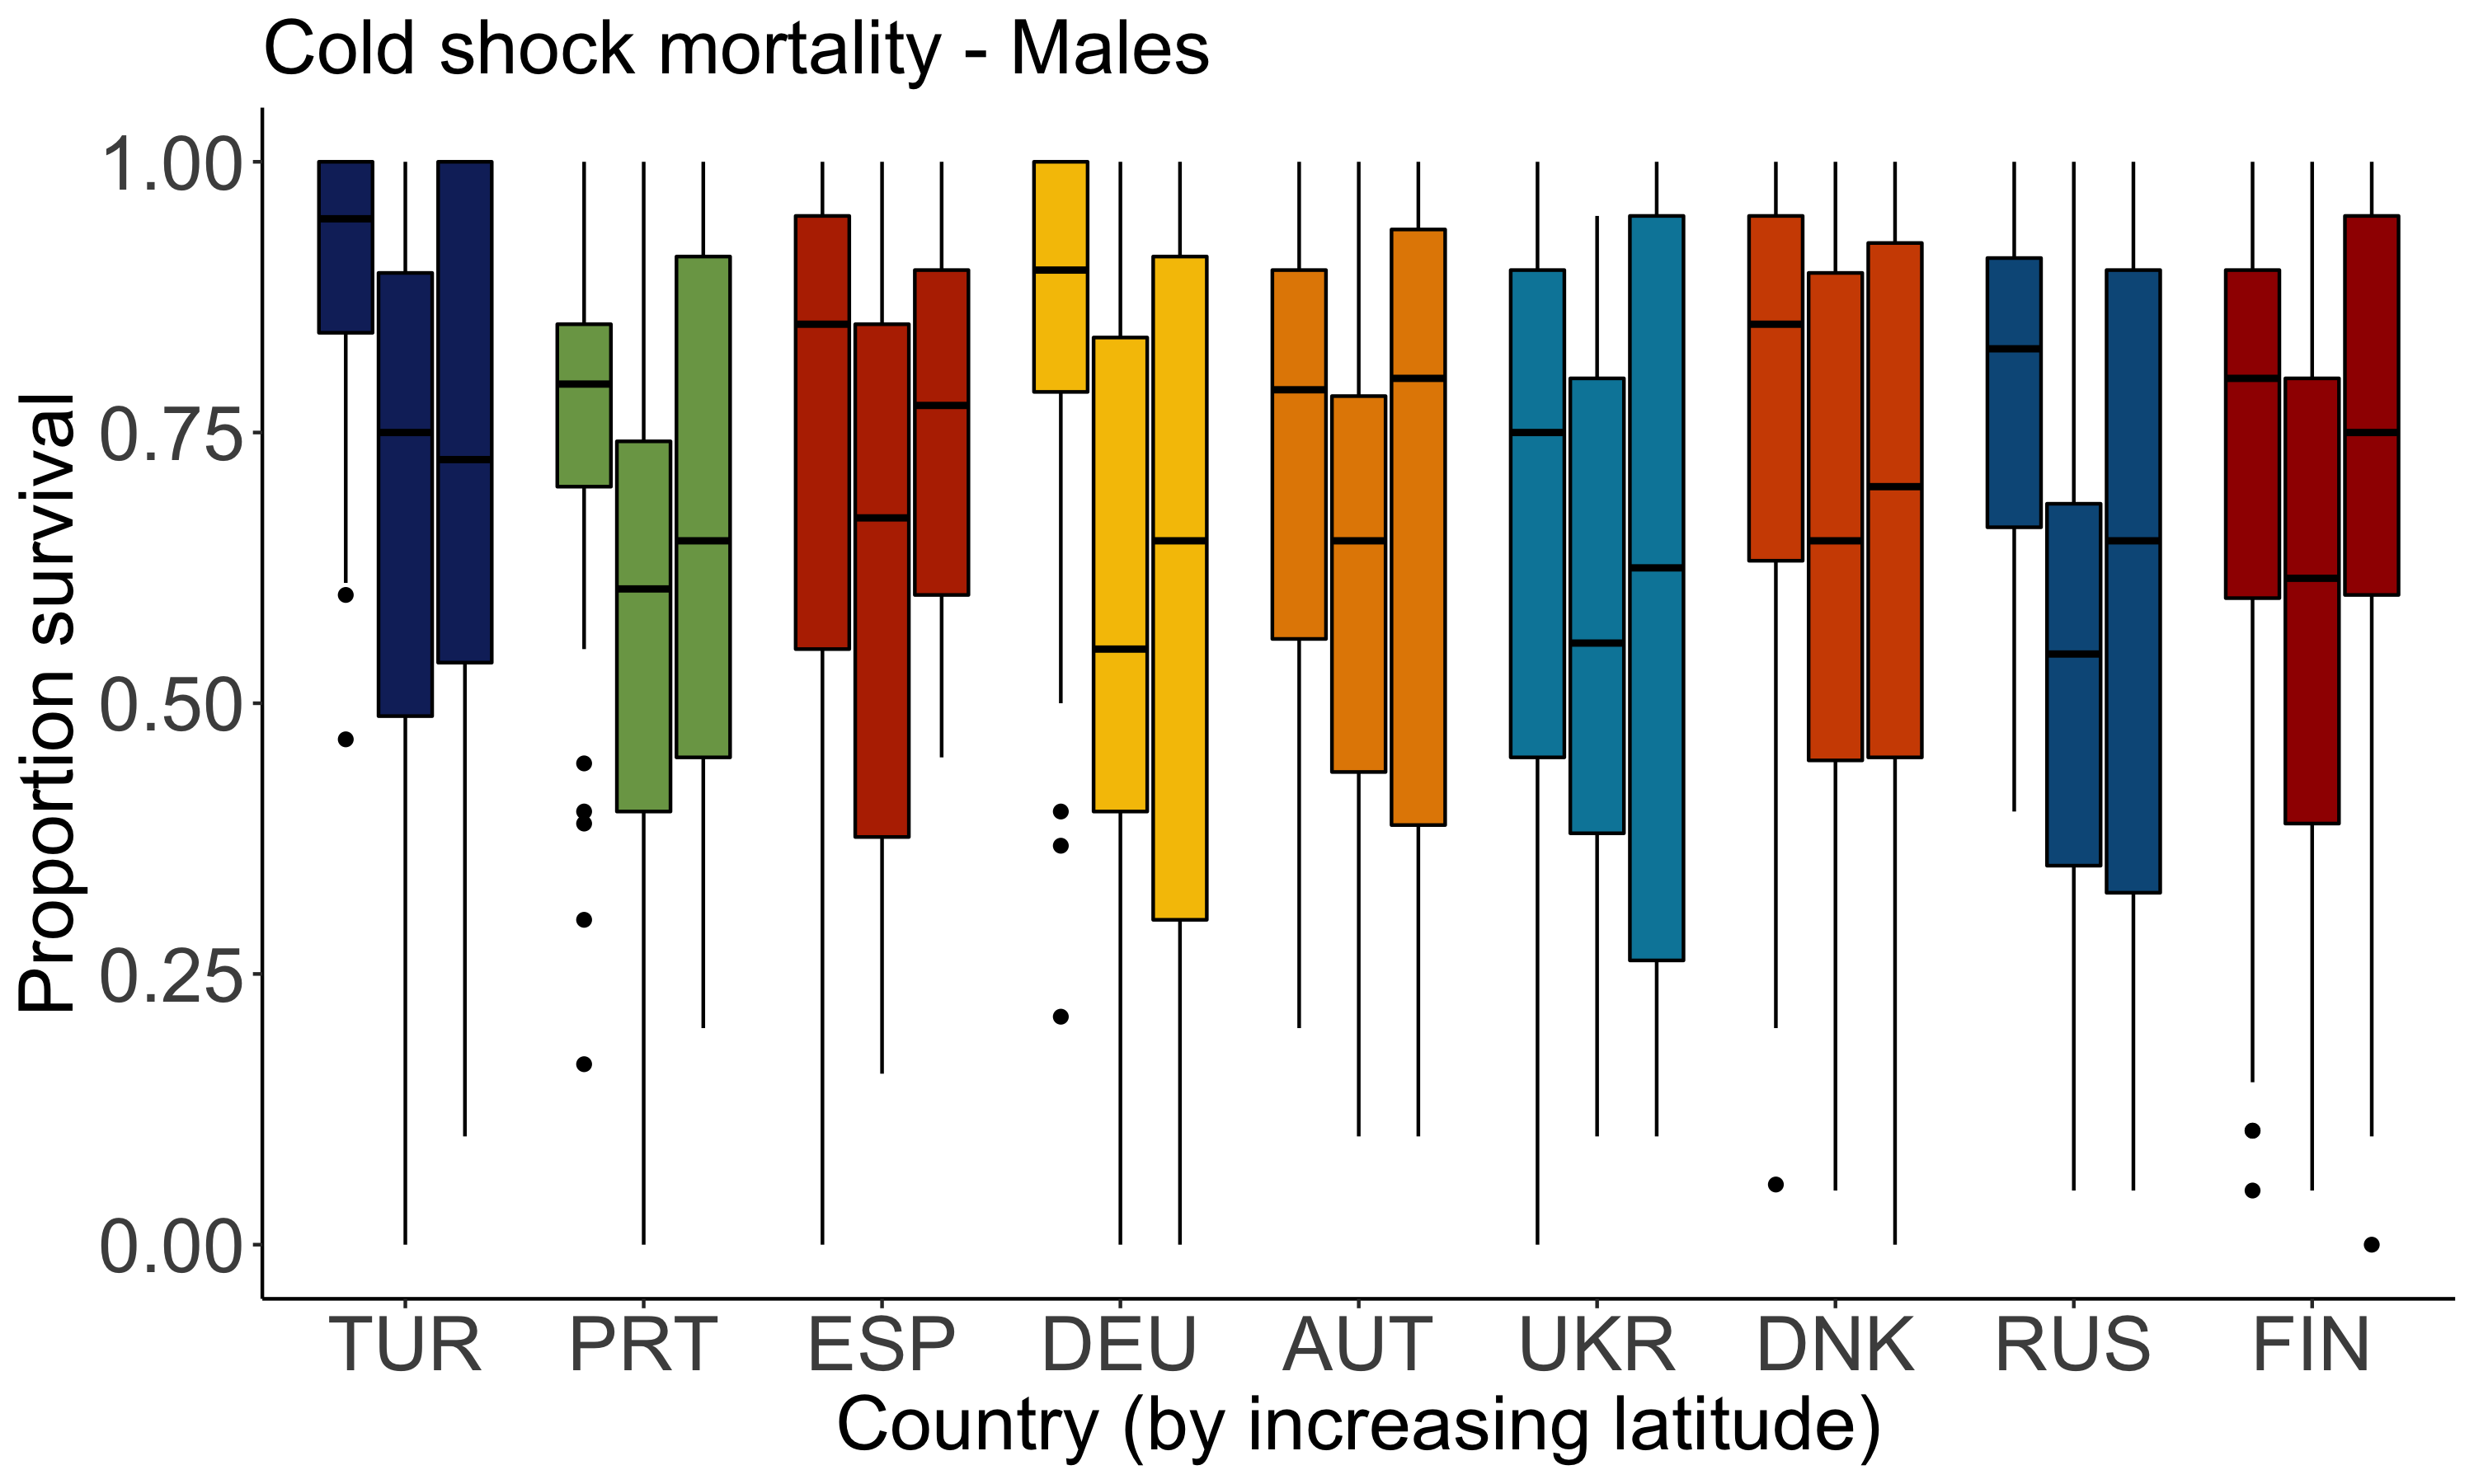 Cold shock mortality - Males
Proportion survival
1.00
0.75
0.50
0.25
0.00
TUR PRT ESP DEU AUT UKR DNK RUS FIN
Country (by increasing latitude)